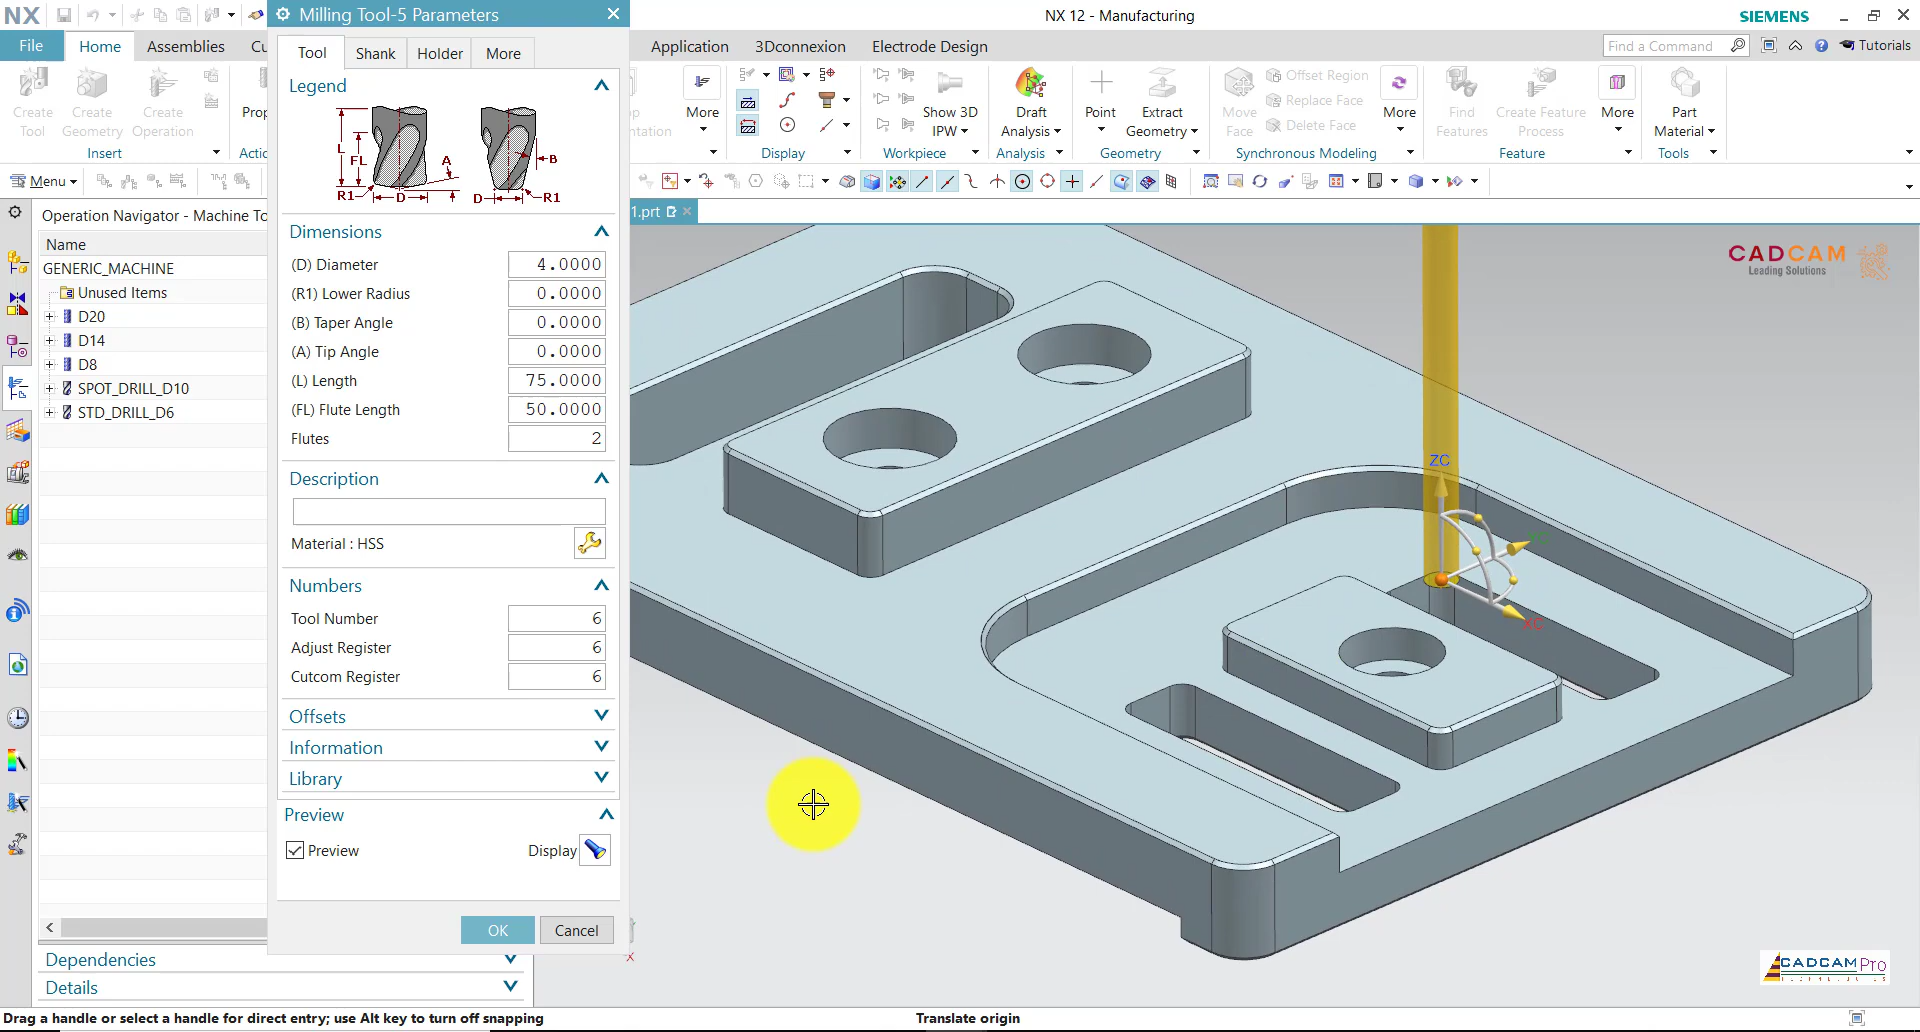 NX
Milling Tool-5 Parameters
NX 12 - Manufacturing
SIEMENS
File
Home
Assemblies
Cu
Application
3Dconnexion
Electrode Design
Find a Command
Tutorials
Tool
Shank
Holder
More
Create Tool
Create Geometry
Create Operation
Prop
Insert
Actic
More
Display
Show 3D IPW
Workpiece
Draft Analysis
Analysis
Point
Extract Geometry
Geometry
Move Face
Offset Region
Replace Face
Delete Face
More
Synchronous Modeling
Find Features
Create Feature Process
More
Feature
Part Material
Tools
Menu
Operation Navigator - Machine To
1.prt
Name
GENERIC_MACHINE
Unused Items
D20
D14
D8
SPOT_DRILL_D10
STD_DRILL_D6
Legend
L
FL
A
B
R1
D
D
R1
Dimensions
(D) Diameter 4.0000
(R1) Lower Radius 0.0000
(B) Taper Angle 0.0000
(A) Tip Angle 0.0000
(L) Length 75.0000
(FL) Flute Length 50.0000
Flutes 2
Description
Material : HSS
Numbers
Tool Number 6
Adjust Register 6
Cutcom Register 6
Offsets
Information
Library
Preview
Preview
Display
OK
Cancel
Dependencies
Details
CADCAM
Leading Solutions
ZC
XC
X
CADCAM Pro
Drag a handle or select a handle for direct entry; use Alt key to turn off snapping
Translate origin